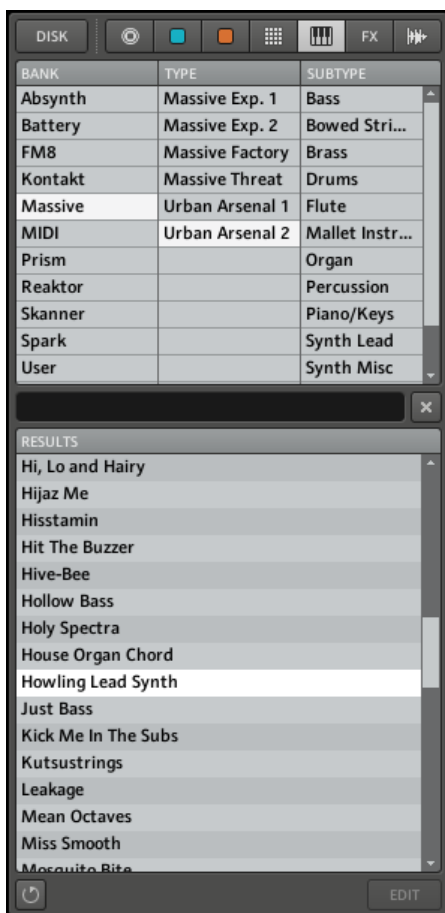 DISK FX
BANK TYPE SUBTYPE
Absynth Massive Exp. 1 Bass
Battery Massive Exp. 2 Bowed Stri...
FM8 Massive Factory Brass
Kontakt Massive Threat Drums
Massive Urban Arsenal 1 Flute
MIDI Urban Arsenal 2 Mallet Instr...
Prism Organ
Reaktor Percussion
Skanner Piano/Keys
Spark Synth Lead
User Synth Misc
RESULTS
Hi, Lo and Hairy
Hijaz Me
Hisstamin
Hit The Buzzer
Hive-Bee
Hollow Bass
Holy Spectra
House Organ Chord
Howling Lead Synth
Just Bass
Kick Me In The Subs
Kutsustrings
Leakage
Mean Octaves
Miss Smooth
Mosquito Bite
EDIT